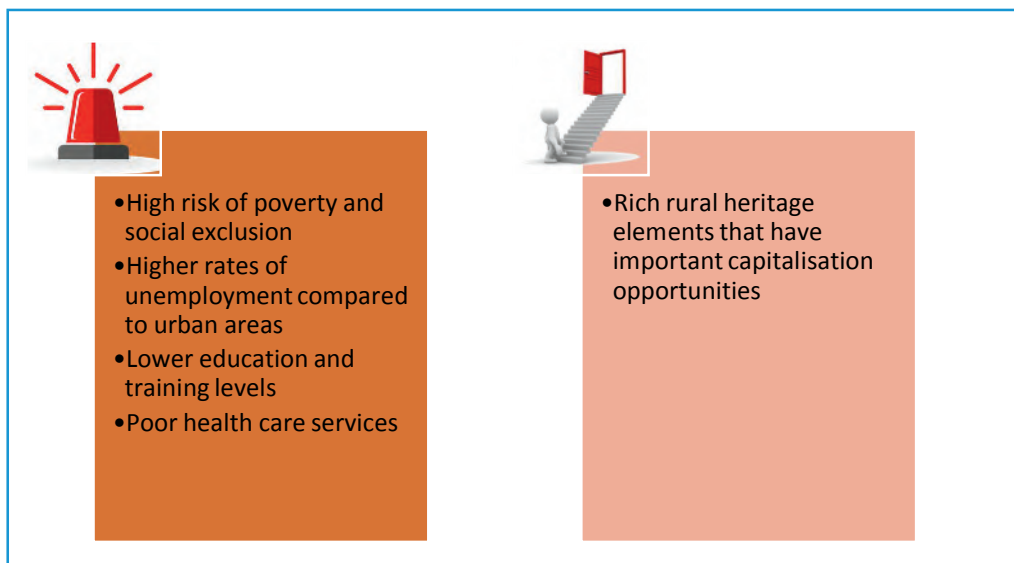 •High risk of poverty and
social exclusion
•Higher rates of
unemployment compared
to urban areas
•Lower education and
training levels
•Poor health care services
•Rich rural heritage
elements that have
important capitalisation
opportunities